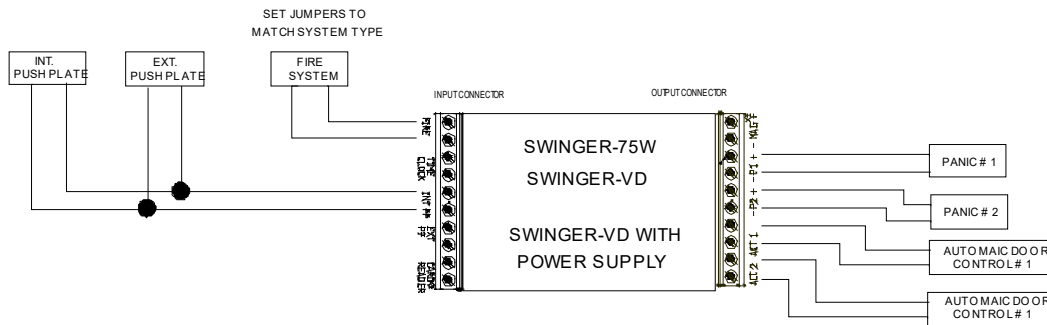 SET JUMPERS TO
MATCH SYSTEM TYPE
INT.
PUSH PLATE
EXT.
PUSH PLATE
FIRE
SYSTEM
INPUT CONNECTOR
OUTPUT CONNECTOR
FIRE
TIME
CLOCK
INT PP
EXT
PP
CARD
READER
SWINGER-75W
SWINGER-VD
SWINGER-VD WITH
POWER SUPPLY
- MAG +
- P1 +
- P2 +
ACT 1
ACT 2
PANIC # 1
PANIC # 2
AUTOMAIC DOOR
CONTROL # 1
AUTOMAIC DOOR
CONTROL # 1